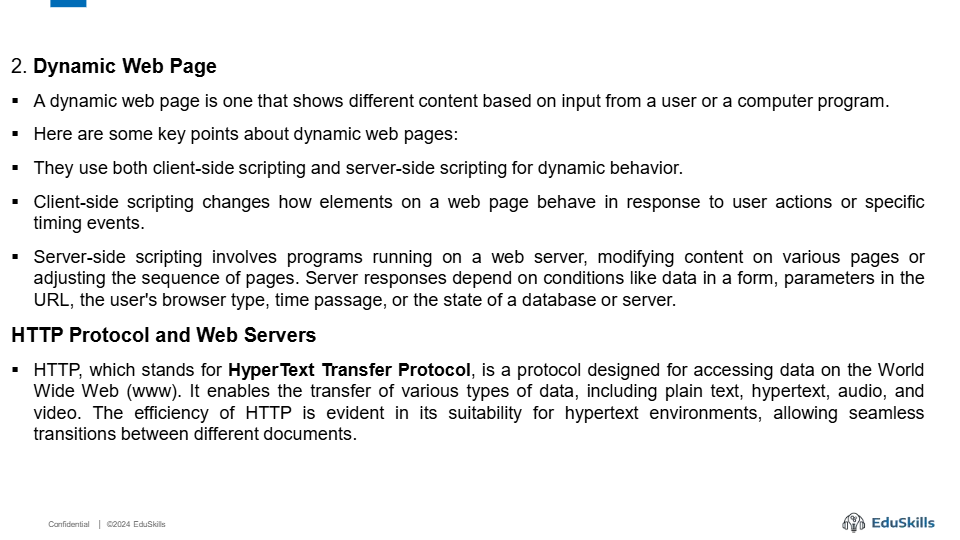 2. Dynamic Web Page
▪ A dynamic web page is one that shows different content based on input from a user or a computer program.
▪ Here are some key points about dynamic web pages:
▪ They use both client-side scripting and server-side scripting for dynamic behavior.
▪ Client-side scripting changes how elements on a web page behave in response to user actions or specific
timing events.
▪ Server-side scripting involves programs running on a web server, modifying content on various pages or
adjusting the sequence of pages. Server responses depend on conditions like data in a form, parameters in the
URL, the user's browser type, time passage, or the state of a database or server.
HTTP Protocol and Web Servers
▪ HTTP, which stands for HyperText Transfer Protocol, is a protocol designed for accessing data on the World
Wide Web (www). It enables the transfer of various types of data, including plain text, hypertext, audio, and
video. The efficiency of HTTP is evident in its suitability for hypertext environments, allowing seamless
transitions between different documents.
Confidential | ©2024 EduSkills
EduSkills